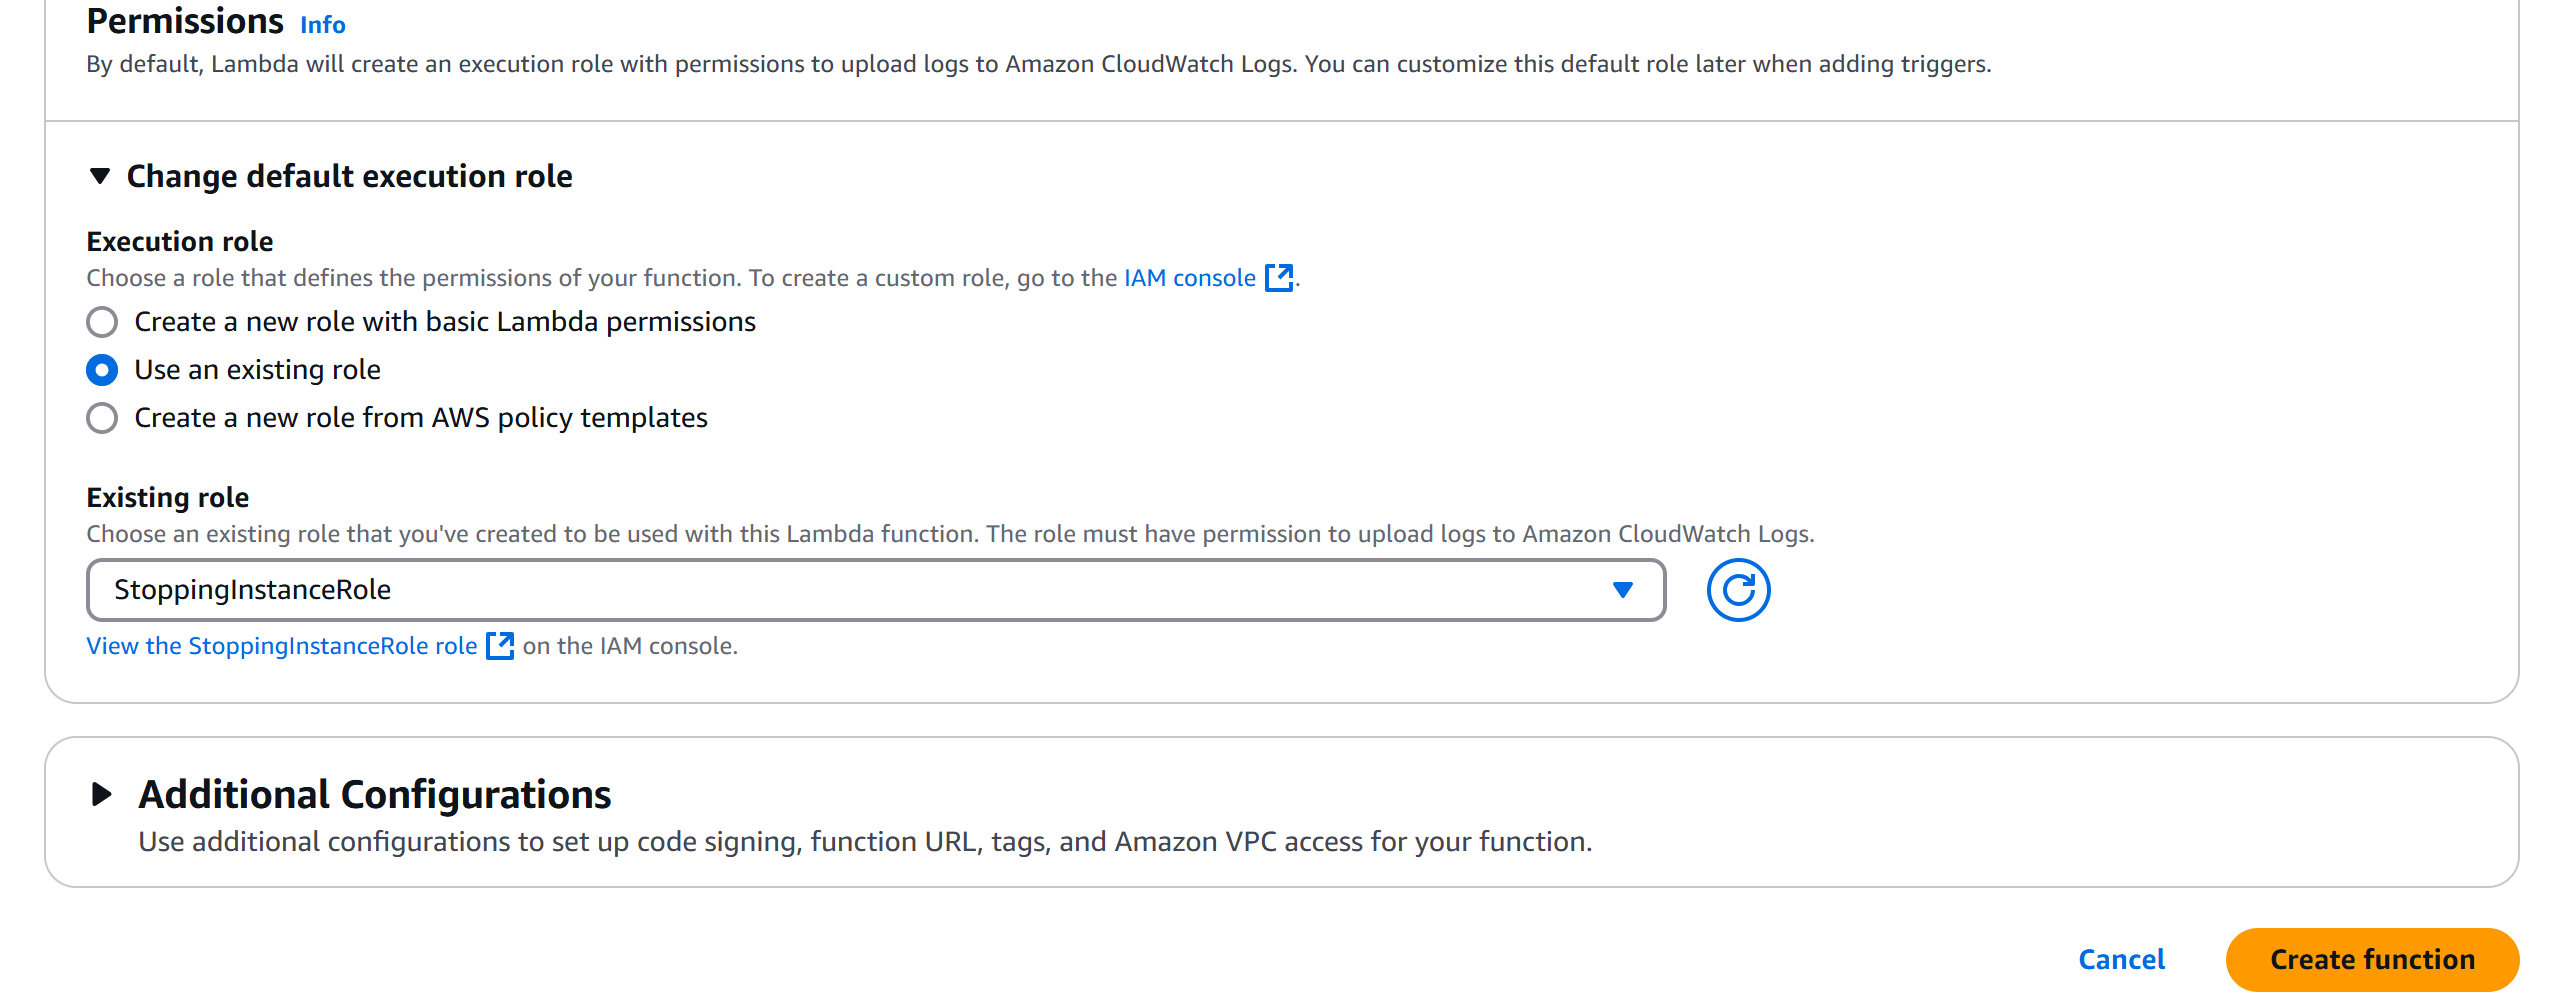 Permissions Info
By default, Lambda will create an execution role with permissions to upload logs to Amazon CloudWatch Logs. You can customize this default role later when adding triggers.
Change default execution role
Execution role
Choose a role that defines the permissions of your function. To create a custom role, go to the IAM console.
Create a new role with basic Lambda permissions
Use an existing role
Create a new role from AWS policy templates
Existing role
Choose an existing role that you've created to be used with this Lambda function. The role must have permission to upload logs to Amazon CloudWatch Logs.
StoppingInstanceRole
View the StoppingInstanceRole role on the IAM console.
Additional Configurations
Use additional configurations to set up code signing, function URL, tags, and Amazon VPC access for your function.
Cancel Create function